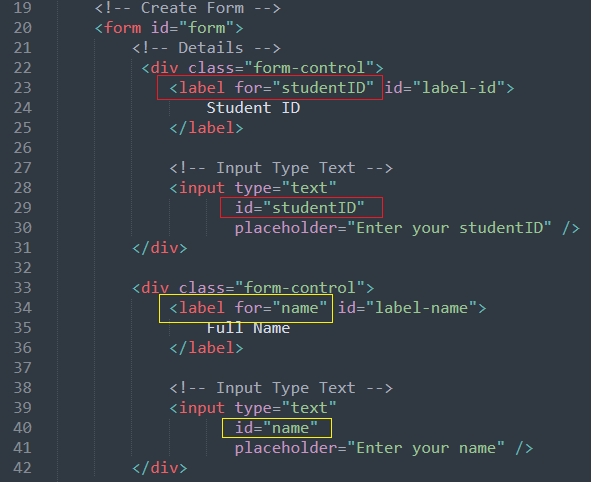 19 <!-- Create Form -->
20 <form id="form">
21 <!-- Details -->
22 <div class="form-control">
23 <label for="studentID" id="label-id">
24 Student ID
25 </label>
26
27 <!-- Input Type Text -->
28 <input type="text"
29 id="studentID"
30 placeholder="Enter your studentID" />
31 </div>
32
33 <div class="form-control">
34 <label for="name" id="label-name">
35 Full Name
36 </label>
37
38 <!-- Input Type Text -->
39 <input type="text"
40 id="name"
41 placeholder="Enter your name" />
42 </div>